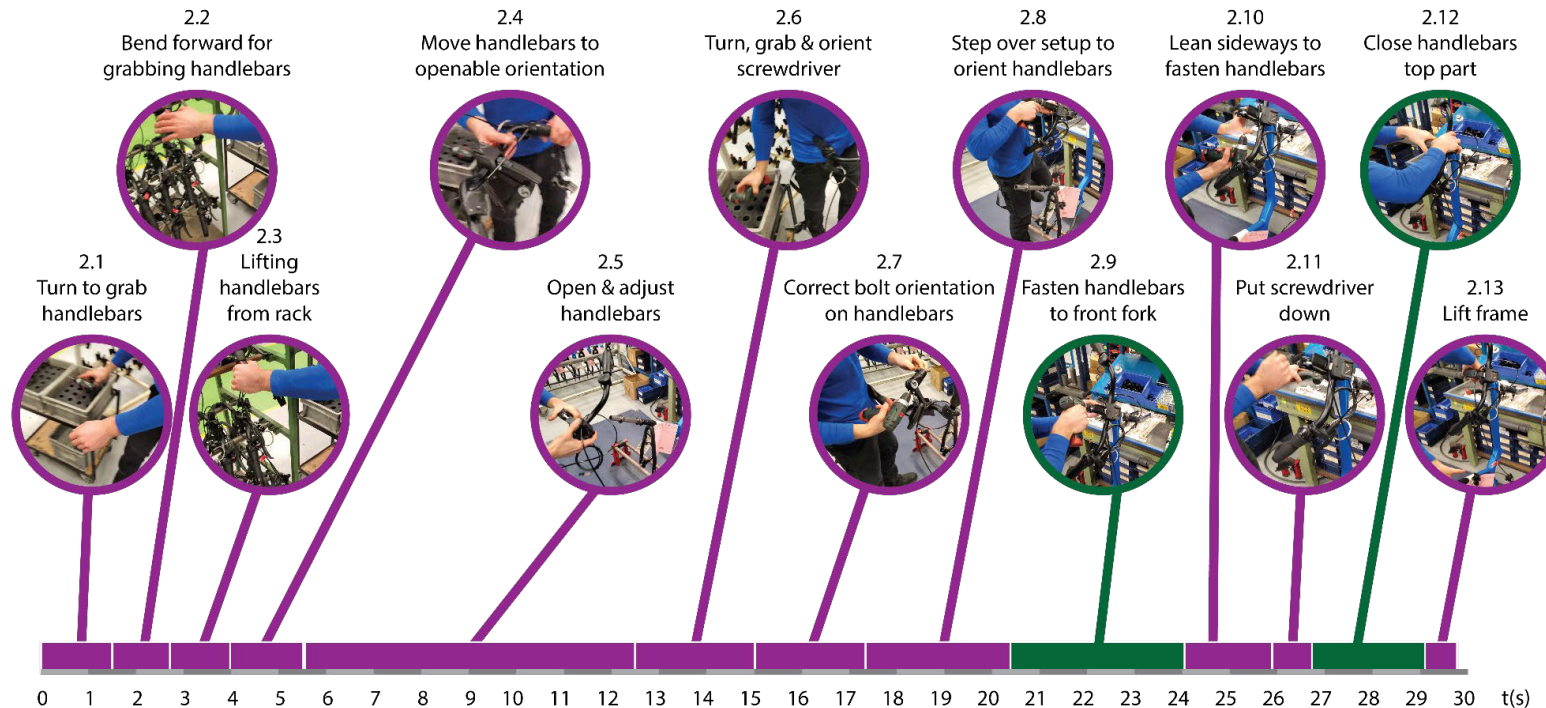 2.2
Bend forward for
grabbing handlebars
2.4
Move handlebars to
openable orientation
2.6
Turn, grab & orient
screwdriver
2.8
Step over setup to
orient handlebars
2.10
Lean sideways to
fasten handlebars
2.12
Close handlebars
top part
2.1
Turn to grab
handlebars
2.3
Lifting
handlebars
from rack
2.5
Open & adjust
handlebars
2.7
Correct bolt orientation
on handlebars
2.9
Fasten handlebars
to front fork
2.11
Put screwdriver
down
2.13
Lift frame
0 1 2 3 4 5 6 7 8 9 10 11 12 13 14 15 16 17 18 19 20 21 22 23 24 25 26 27 28 29 30 t(s)